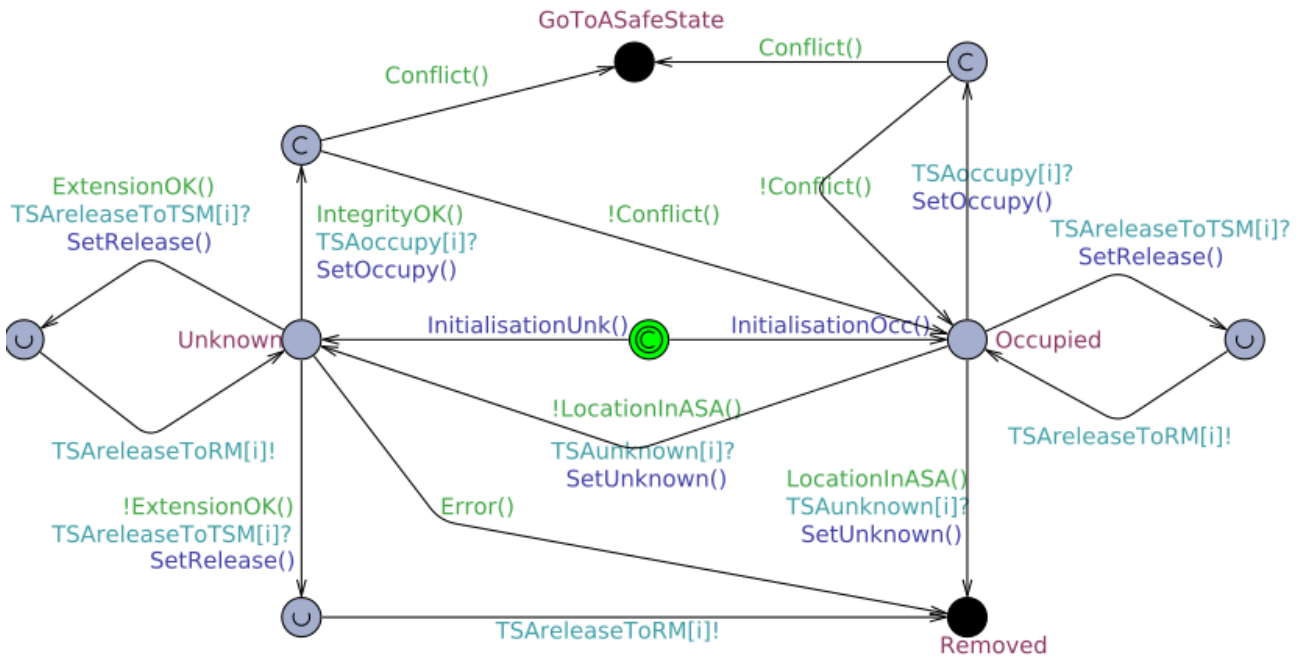 GoToASafeState
Conflict()
Conflict()
C
C
ExtensionOK()
TSAreleaseToTSM[i]?
SetRelease()
IntegrityOK()
TSAoccupy[i]?
SetOccupy()
!Conflict()
!Conflict()
TSAoccupy[i]?
SetOccupy()
TSAreleaseToTSM[i]?
SetRelease()
U
Unknown
InitialisationUnk()
C
InitialisationOcc()
Occupied
U
TSAreleaseToRM[i]!
!LocationInASA()
TSAunknown[i]?
SetUnknown()
TSAreleaseToRM[i]!
!ExtensionOK()
TSAreleaseToTSM[i]?
SetRelease()
Error()
LocationInASA()
TSAunknown[i]?
SetUnknown()
U
TSAreleaseToRM[i]!
Removed